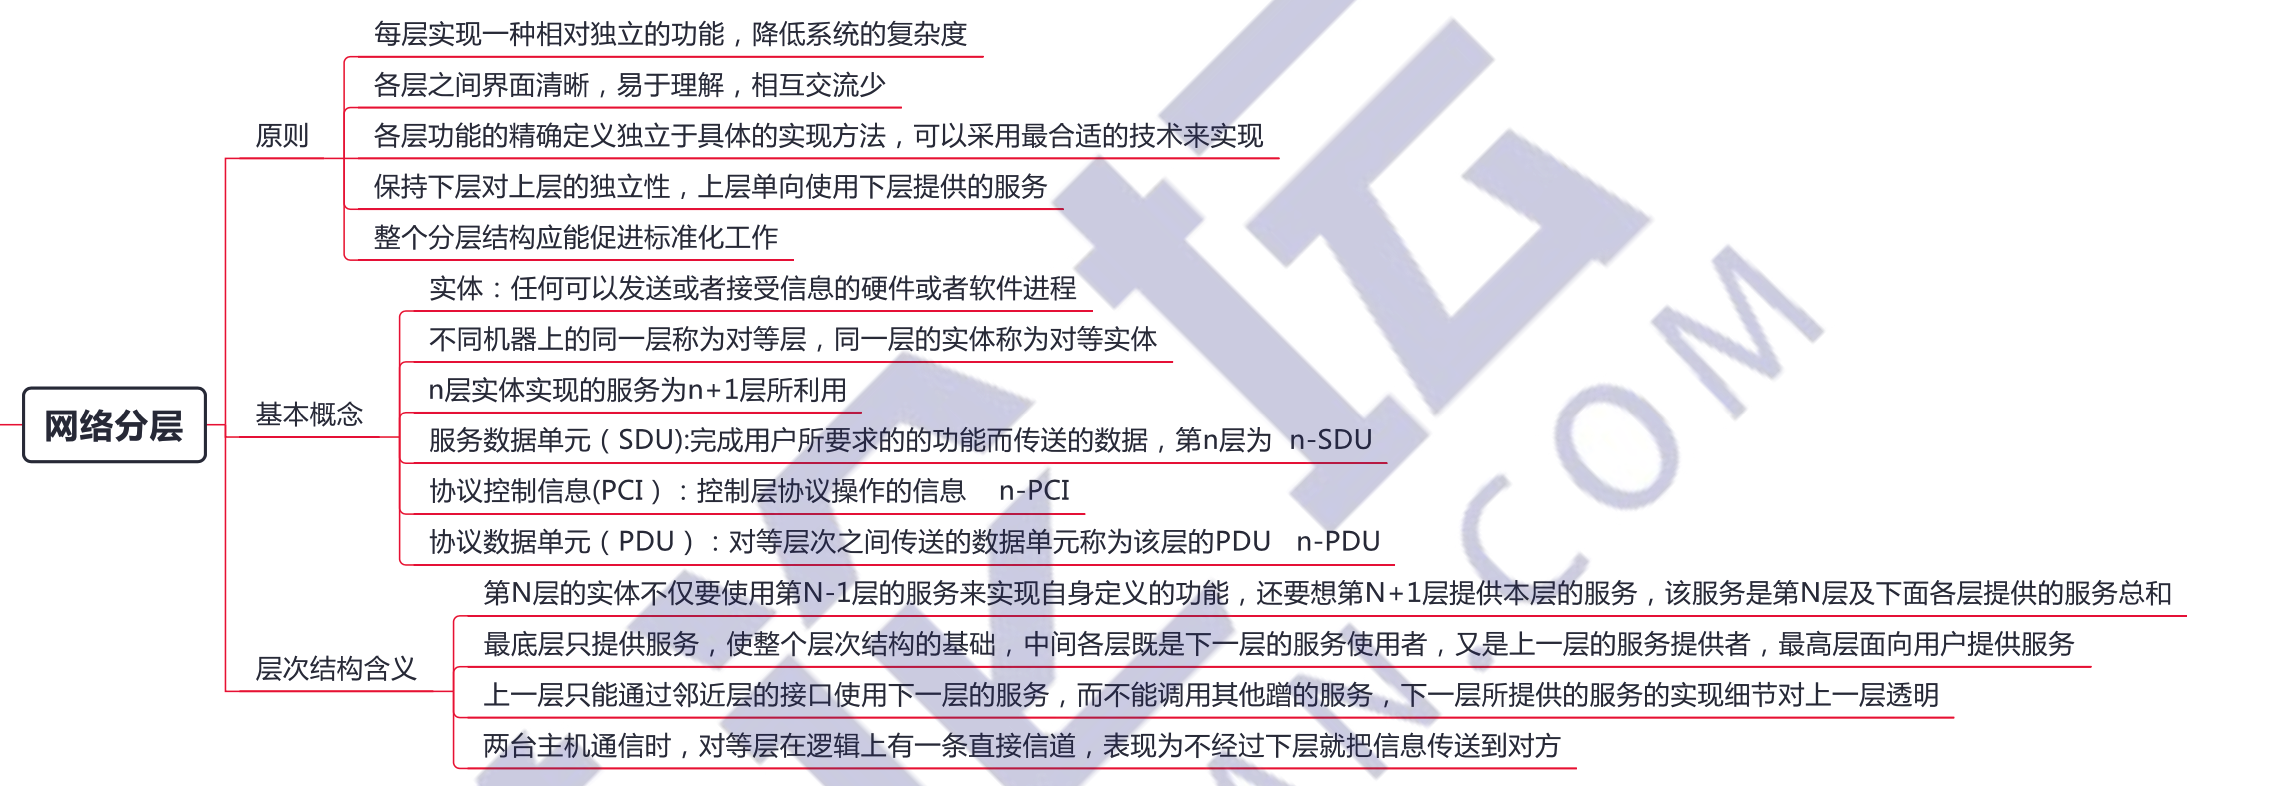 每层实现一种相对独立的功能，降低系统的复杂度
各层之间界面清晰，易于理解，相互交流少
原则
各层功能的精确定义独立于具体的实现方法，可以采用最合适的技术来实现
保持下层对上层的独立性，上层单向使用下层提供的服务
整个分层结构应能促进标准化工作
网络分层
基本概念
实体：任何可以发送或者接受信息的硬件或者软件进程
不同机器上的同一层称为对等层，同一层的实体称为对等实体
n层实体实现的服务为n+1层所利用
服务数据单元（SDU):完成用户所要求的的功能而传送的数据，第n层为 n-SDU
协议控制信息(PCI）：控制层协议操作的信息 n-PCI
协议数据单元（PDU）：对等层次之间传送的数据单元称为该层的PDU n-PDU
层次结构含义
第N层的实体不仅要使用第N-1层的服务来实现自身定义的功能，还要想第N+1层提供本层的服务，该服务是第N层及下面各层提供的服务总和
最底层只提供服务，使整个层次结构的基础，中间各层既是下一层的服务使用者，又是上一层的服务提供者，最高层面向用户提供服务
上一层只能通过邻近层的接口使用下一层的服务，而不能调用其他蹭的服务，下一层所提供的服务的实现细节对上一层透明
两台主机通信时，对等层在逻辑上有一条直接信道，表现为不经过下层就把信息传送到对方
AN.COM